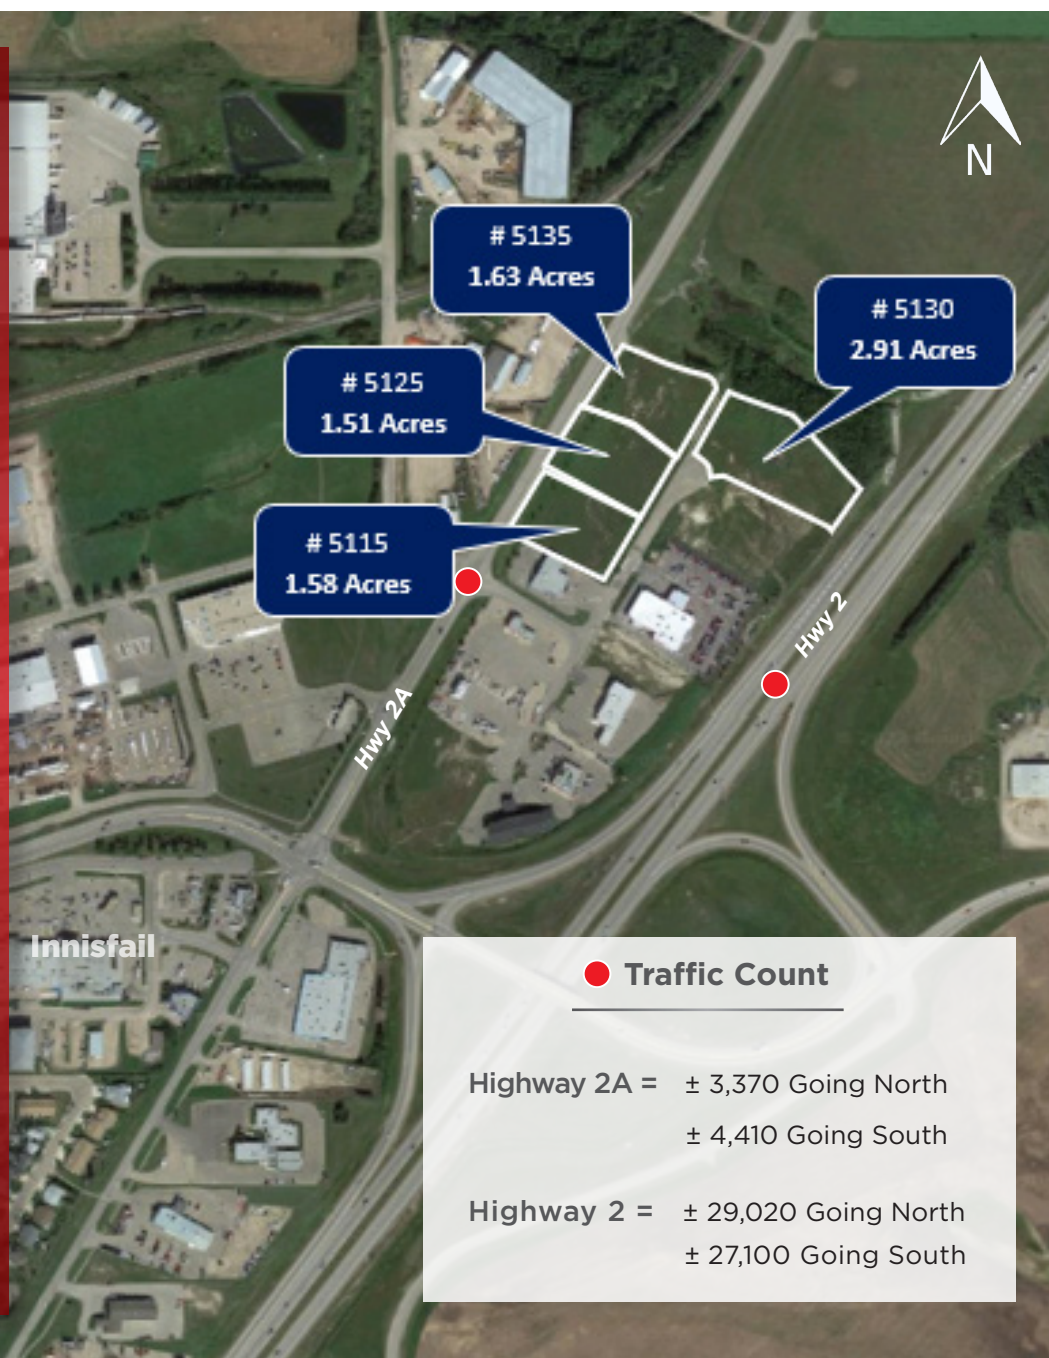 N
# 5135
1.63 Acres
# 5130
2.91 Acres
# 5125
1.51 Acres
# 5115
1.58 Acres
Hwy 2
Hwy 2A
Innisfail
Traffic Count
Highway 2A = ± 3,370 Going North
± 4,410 Going South
Highway 2 = ± 29,020 Going North
± 27,100 Going South